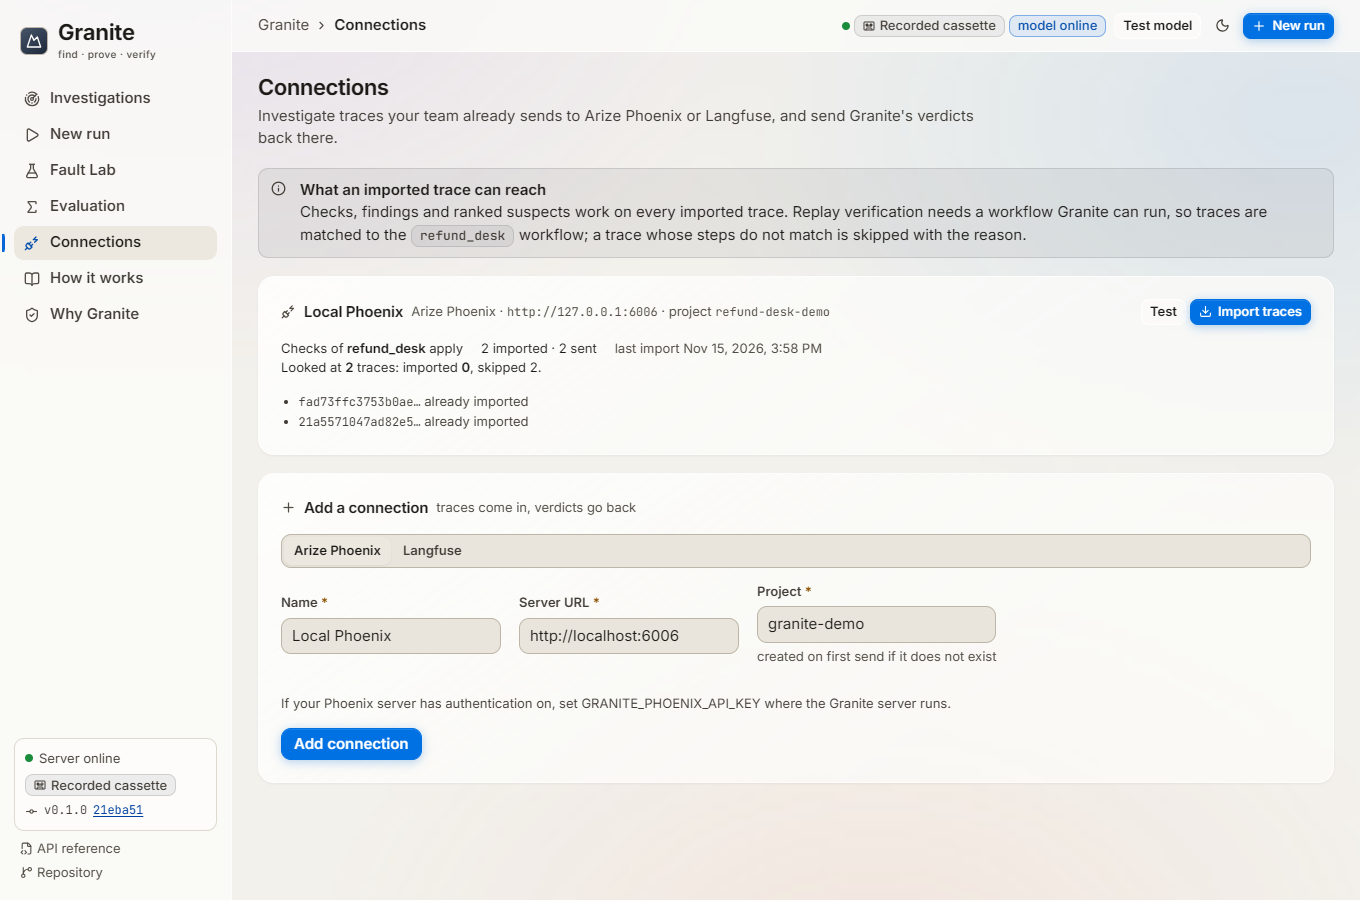 Granite
find · prove · verify
Investigations
New run
Fault Lab
Evaluation
Connections
How it works
Why Granite
Server online
Recorded cassette
v0.1.0 21eba51
API reference
Repository
Granite › Connections
Recorded cassette
model online
Test model
+ New run
Connections
Investigate traces your team already sends to Arize Phoenix or Langfuse, and send Granite's verdicts
back there.
What an imported trace can reach
Checks, findings and ranked suspects work on every imported trace. Replay verification needs a workflow Granite can run, so traces are
matched to the refund_desk workflow; a trace whose steps do not match is skipped with the reason.
Local Phoenix Arize Phoenix · http://127.0.0.1:6006 · project refund-desk-demo
Test
Import traces
Checks of refund_desk apply 2 imported · 2 sent last import Nov 15, 2026, 3:58 PM
Looked at 2 traces: imported 0, skipped 2.
• fad73ffc3753b0ae… already imported
• 21a5571047ad82e5… already imported
+ Add a connection traces come in, verdicts go back
Arize Phoenix Langfuse
Name *
Local Phoenix
Server URL *
http://localhost:6006
Project *
granite-demo
created on first send if it does not exist
If your Phoenix server has authentication on, set GRANITE_PHOENIX_API_KEY where the Granite server runs.
Add connection